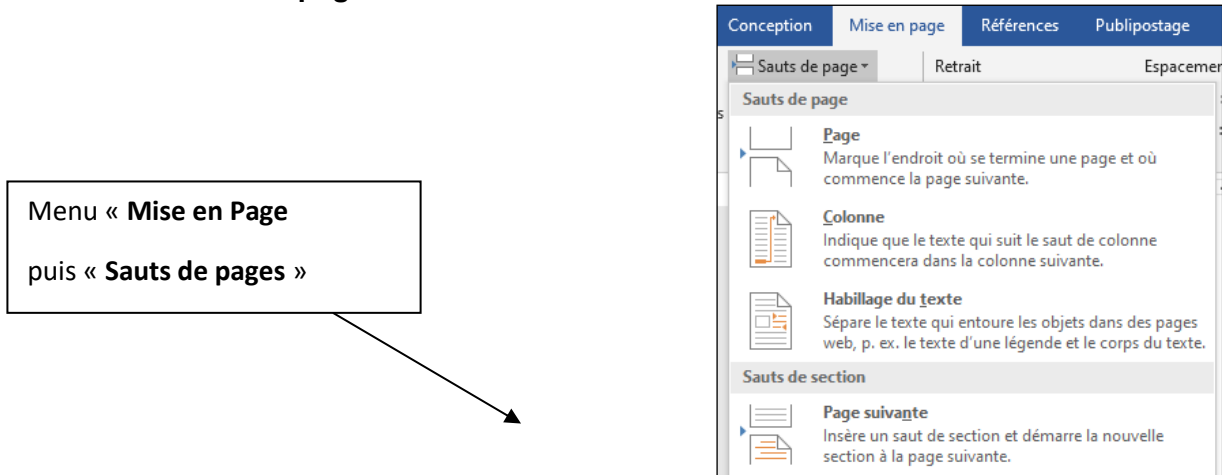 pag
Menu « Mise en Page
puis « Sauts de pages »
Conception Mise en page Références Publipostage
Sauts de page Retrait Espacemer
Sauts de page
s
Page
Marque l'endroit où se termine une page et où
commence la page suivante.
Colonne
Indique que le texte qui suit le saut de colonne
commencera dans la colonne suivante.
Habillage du texte
Sépare le texte qui entoure les objets dans des pages
web, p. ex. le texte d'une légende et le corps du texte.
Sauts de section
Page suivante
Insère un saut de section et démarre la nouvelle
section à la page suivante.